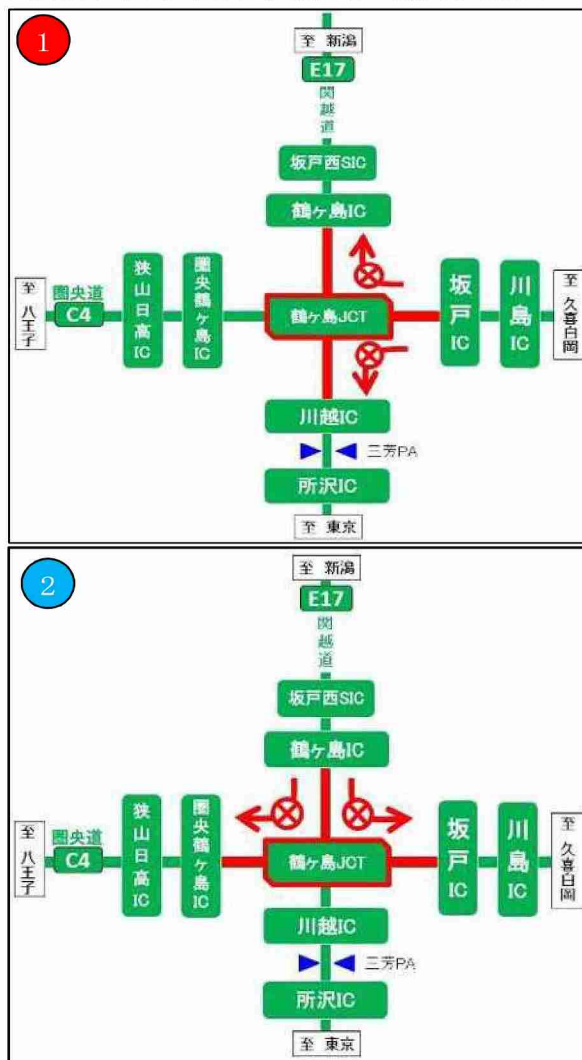 1
至 新潟
E17
関越道
坂戸西SIC
鶴ヶ島IC
至 八王子
圏央道
C4
狭山日高IC
圏央鶴ヶ島IC
鶴ヶ島JCT
坂戸IC
川島IC
至 久喜白岡
川越IC
三芳PA
所沢IC
至 東京
2
至 新潟
E17
関越道
坂戸西SIC
鶴ヶ島IC
至 八王子
圏央道
C4
狭山日高IC
圏央鶴ヶ島IC
鶴ヶ島JCT
坂戸IC
川島IC
至 久喜白岡
川越IC
三芳PA
所沢IC
至 東京